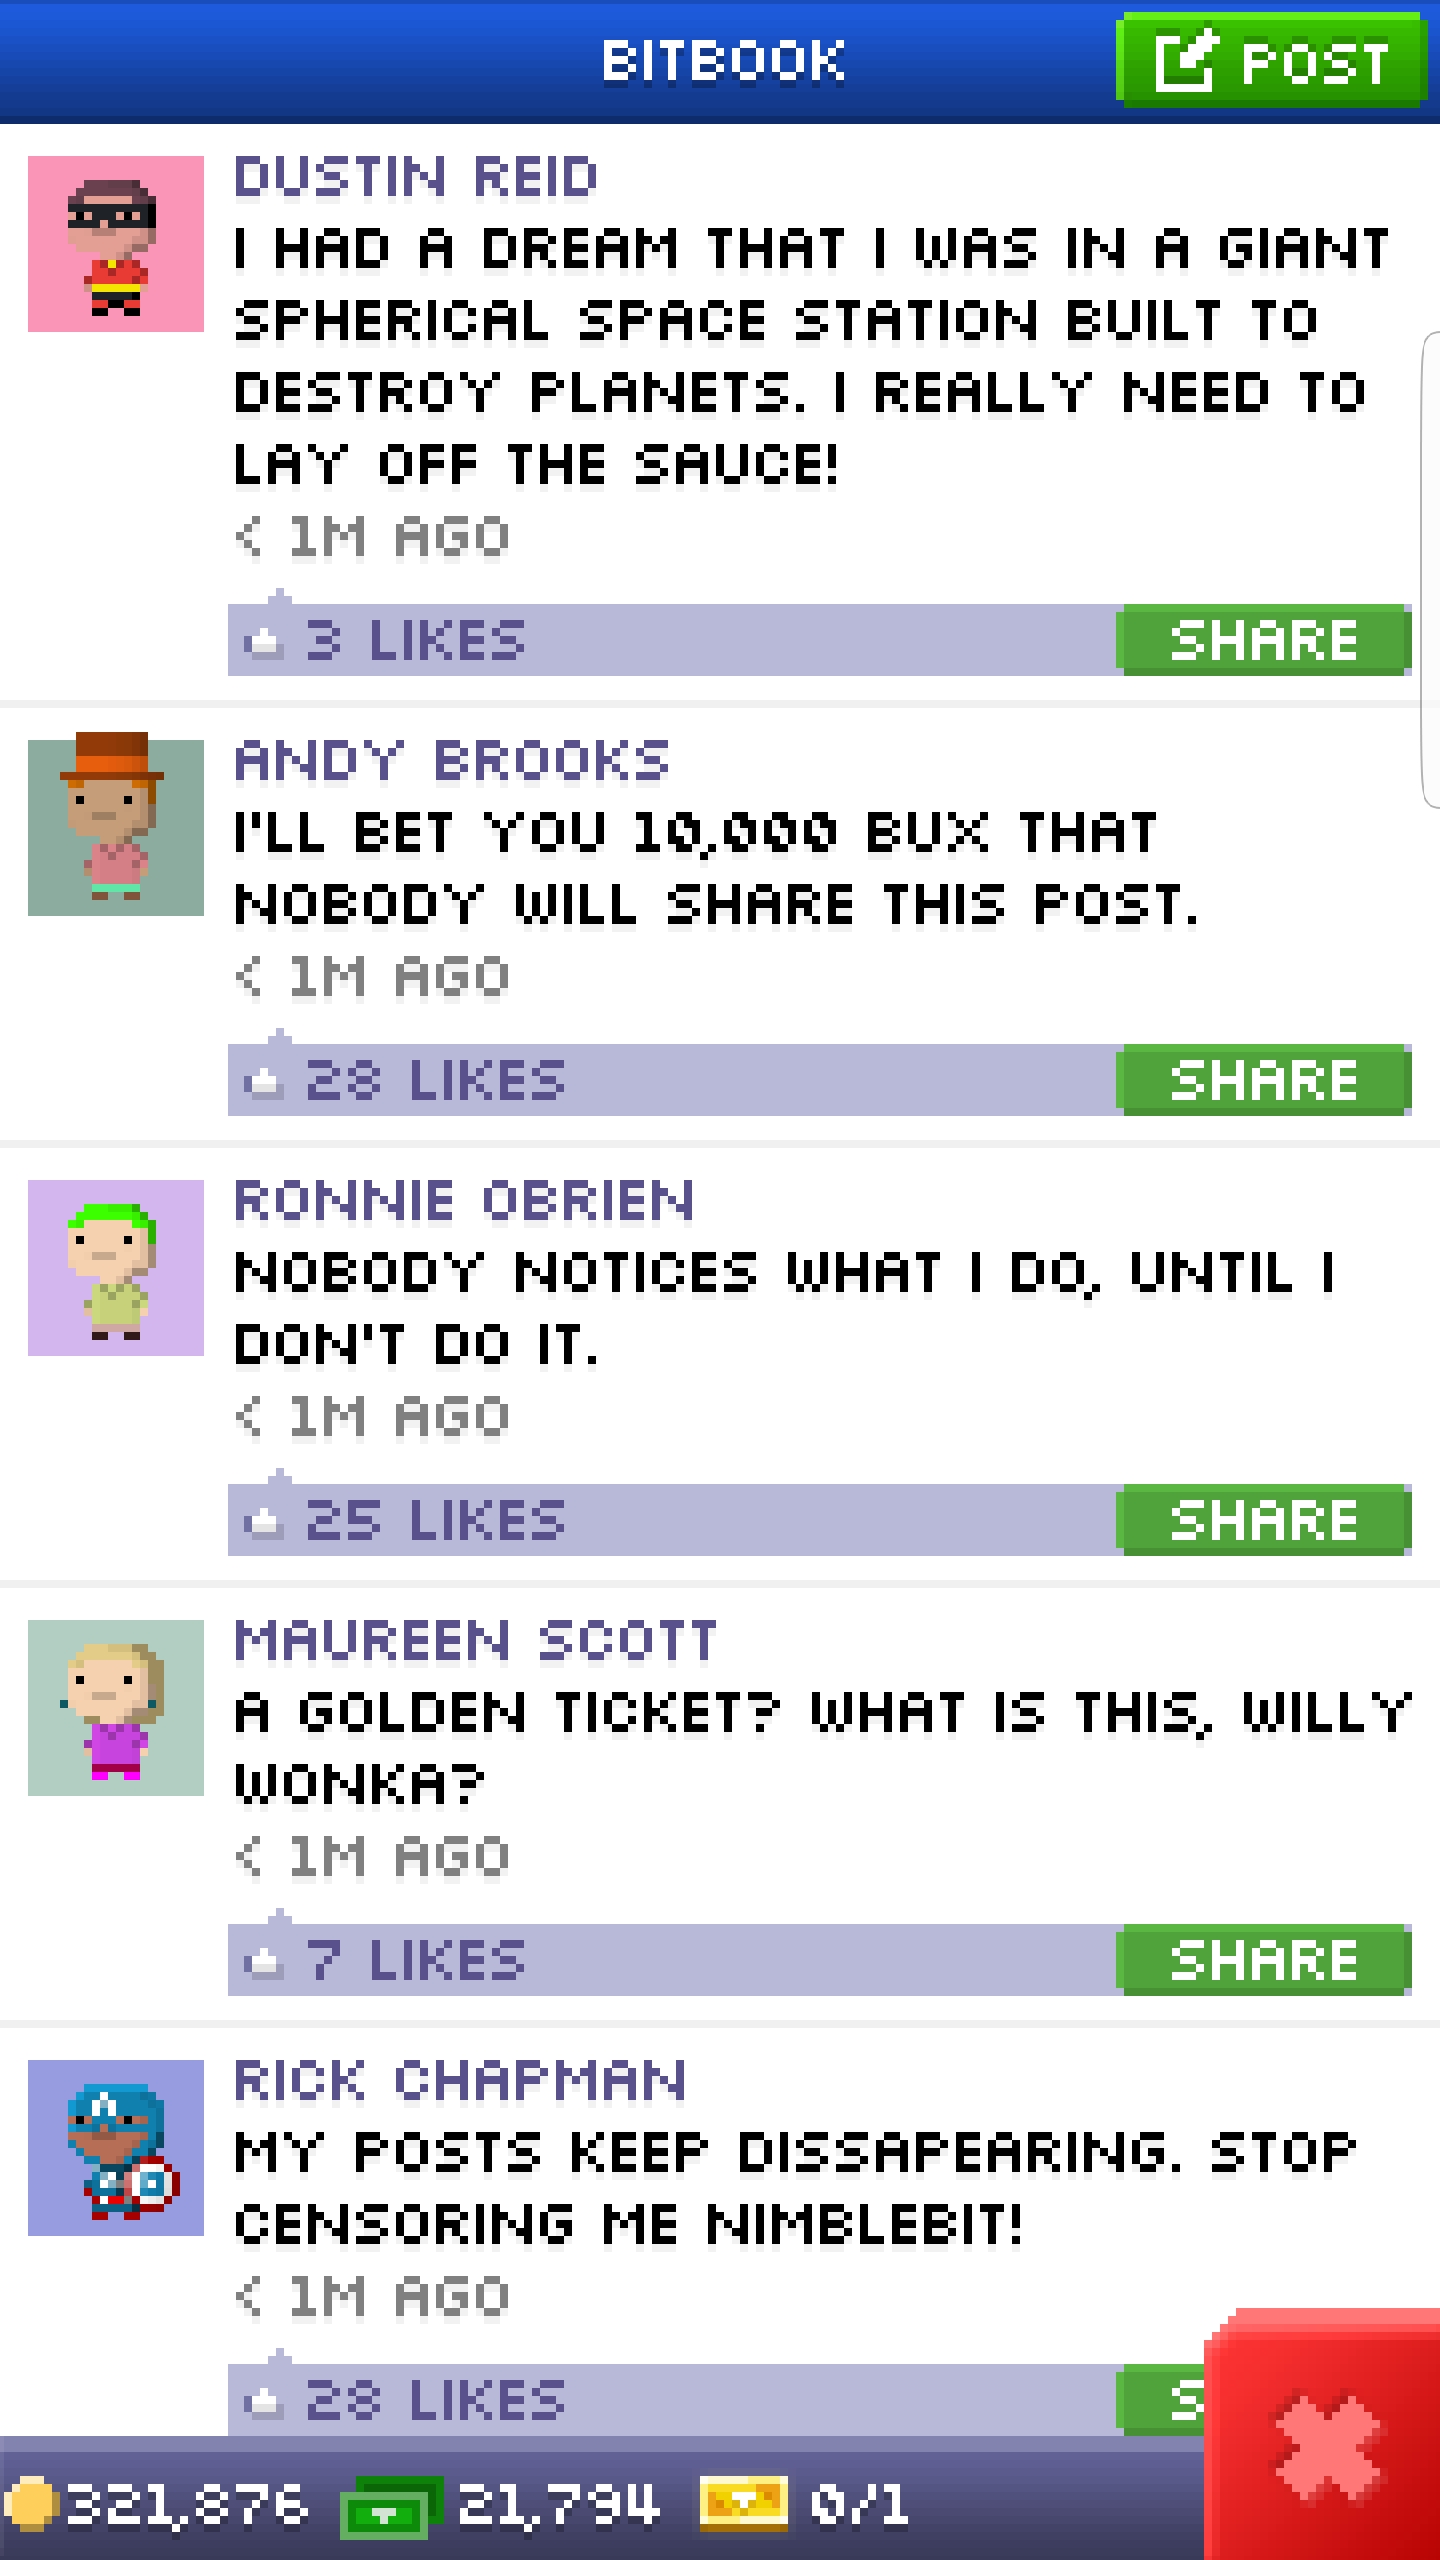 BITBOOK
POST
DUSTIN REID
I HAD A DREAM THAT I WAS IN A GIANT
SPHERICAL SPACE STATION BUILT TO
DESTROY PLANETS. I REALLY NEED TO
LAY OFF THE SAUCE!
< 1M AGO
3 LIKES
SHARE
ANDY BROOKS
I'LL BET YOU 10,000 BUX THAT
NOBODY WILL SHARE THIS POST.
< 1M AGO
28 LIKES
SHARE
RONNIE OBRIEN
NOBODY NOTICES WHAT I DO, UNTIL I
DON'T DO IT.
< 1M AGO
25 LIKES
SHARE
MAUREEN SCOTT
A GOLDEN TICKET? WHAT IS THIS, WILLY
WONKA?
< 1M AGO
7 LIKES
SHARE
RICK CHAPMAN
MY POSTS KEEP DISSAPEARING. STOP
CENSORING ME NIMBLEBIT!
< 1M AGO
28 LIKES
S
321,876
21,794
0/1